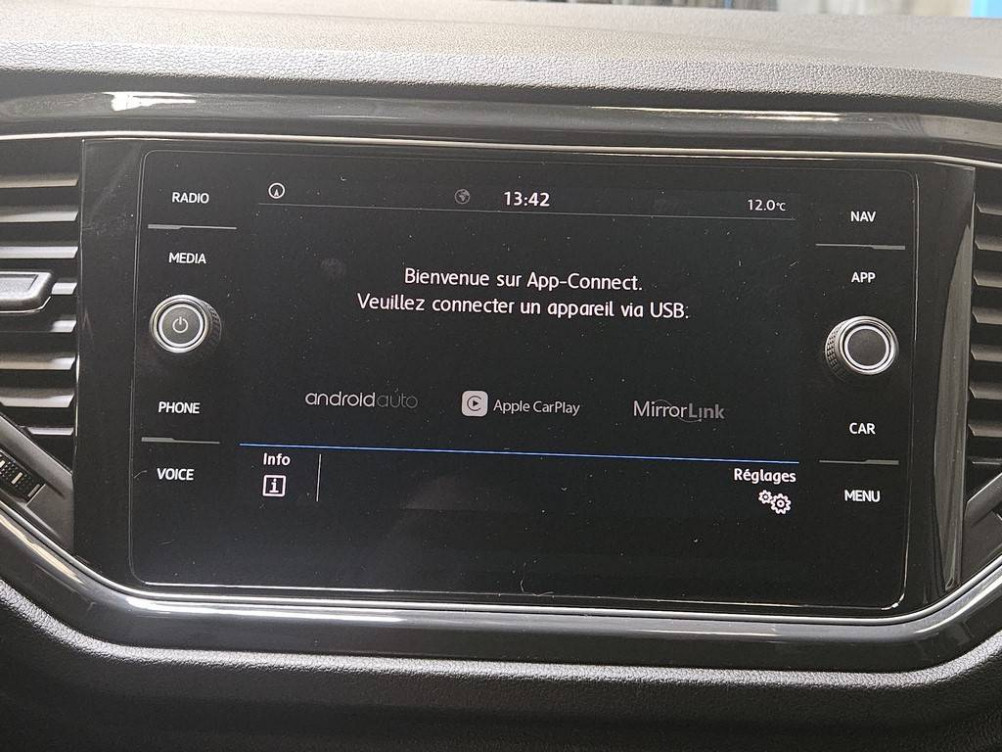 RADIO
MEDIA
PHONE
VOICE
13:42
12.0°C
Bienvenue sur App-Connect.
Veuillez connecter un appareil via USB.
androidauto
Apple CarPlay
MirrorLink
Info
i
Réglages
NAV
APP
CAR
MENU